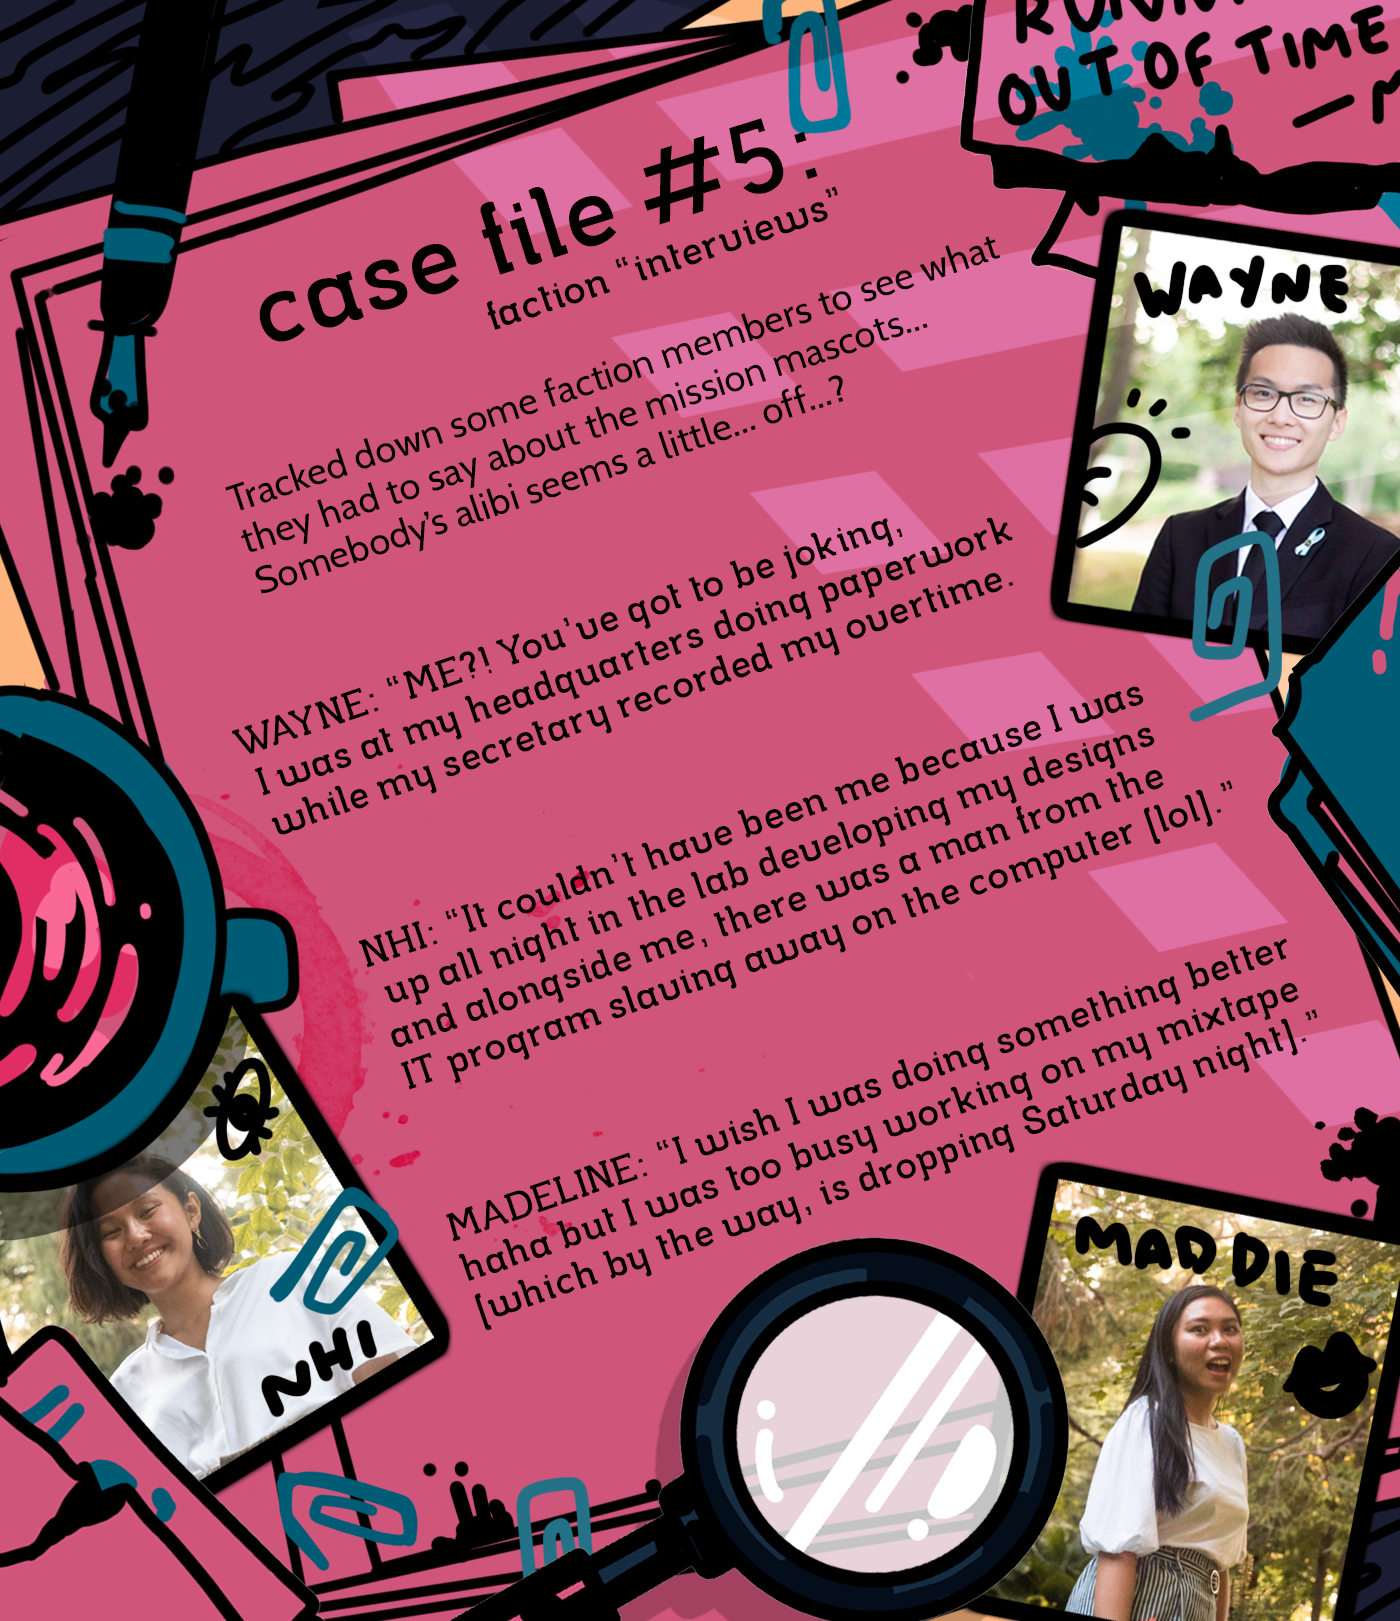 RUNN
OUT OF TIME
— M
case file #5:
faction “interviews”
Tracked down some faction members to see what
they had to say about the mission mascots...
Somebody's alibi seems a little... off...?
WAYNE
WAYNE: “ME?! You've got to be joking,
I was at my headquarters doing paperwork
while my secretary recorded my overtime.
NHI: “It couldn't have been me because I was
up all night in the lab developing my designs
and alongside me, there was a man from the
IT program slaving away on the computer [lol].”
MADELINE: “I wish I was doing something better
haha but I was too busy working on my mixtape
[which by the way, is dropping Saturday night].”
NHI
MADDIE